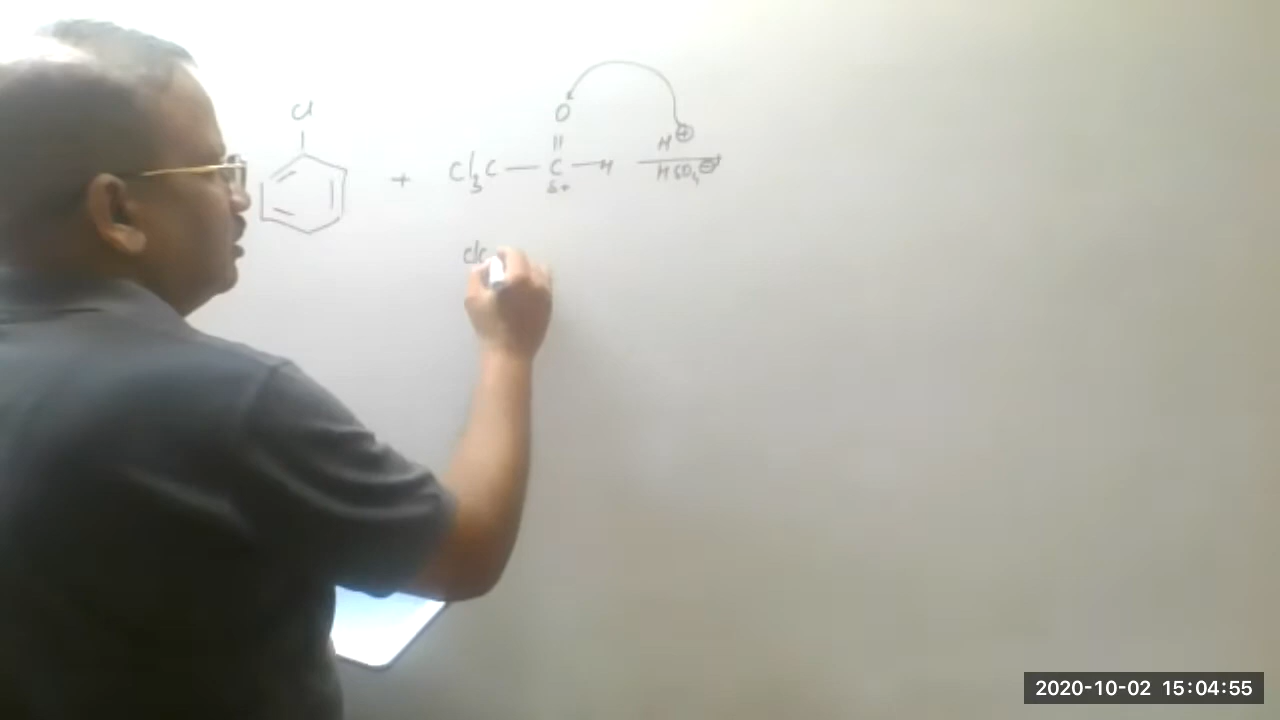 Cl
O
||
H⊕
+ Cl₃C — C — H
HSO₄⊖
δ+
2020-10-02 15:04:55